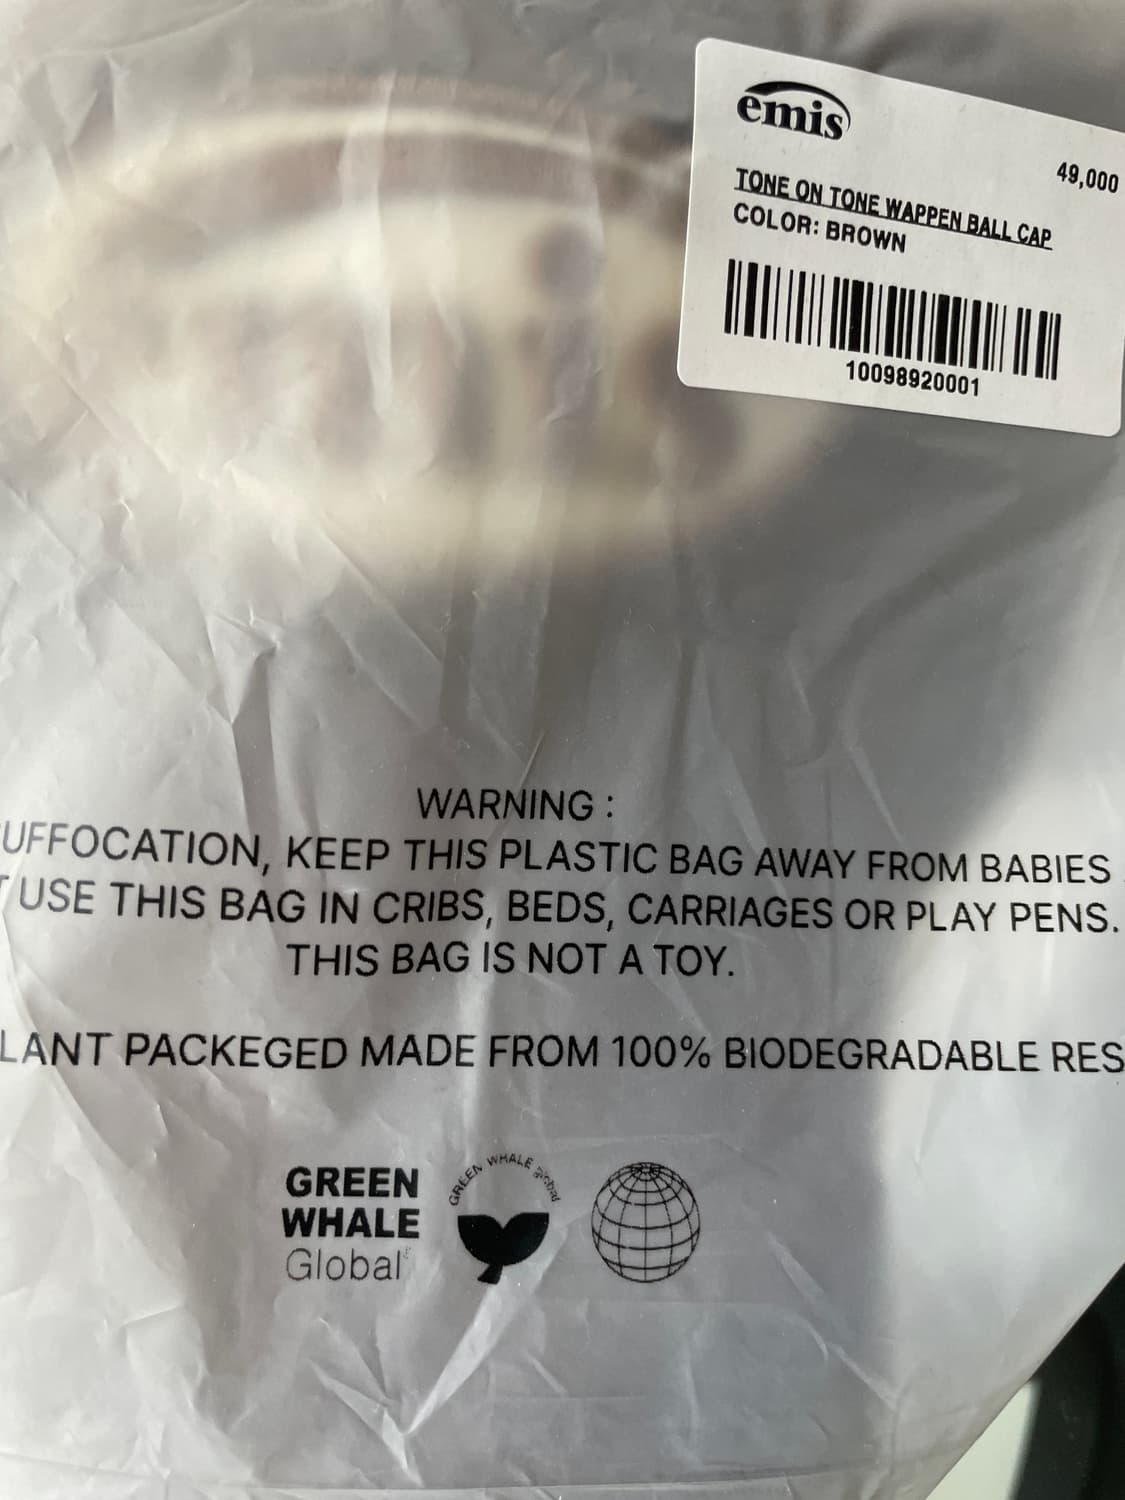 emis
49,000
TONE ON TONE WAPPEN BALL CAP
COLOR: BROWN
10098920001
WARNING :
UFFOCATION, KEEP THIS PLASTIC BAG AWAY FROM BABIES
USE THIS BAG IN CRIBS, BEDS, CARRIAGES OR PLAY PENS.
THIS BAG IS NOT A TOY.
LANT PACKEGED MADE FROM 100% BIODEGRADABLE RES
GREEN
WHALE
Global
GREEN WHALE global